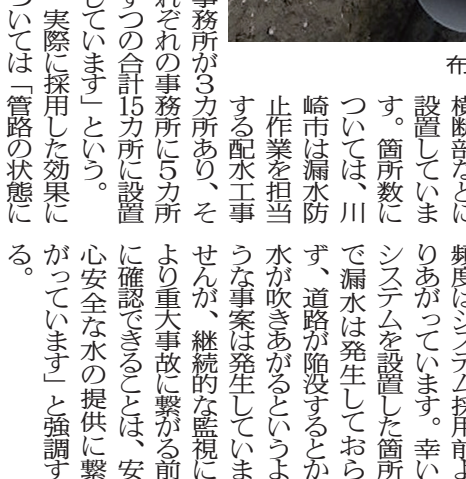 布
横断部などに
設置していま
す。箇所数に
ついては、川
崎市は漏水防
止作業を担当
する配水工事
事務所が3カ所あり、そ
れぞれの事務所に5カ所
ずつの合計15カ所に設置
しています」という。
実際に採用した効果に
ついては「管路の状態に
頻度はシステム採用前よ
りあがっています。幸い
システムを設置した箇所
で漏水は発生しておら
ず、道路が陥没するとか
水が吹きあがるというよ
うな事案は発生していま
せんが、継続的な監視に
より重大事故に繋がる前
に確認できることは、安
心安全な水の提供に繋
がっています」と強調す
る。